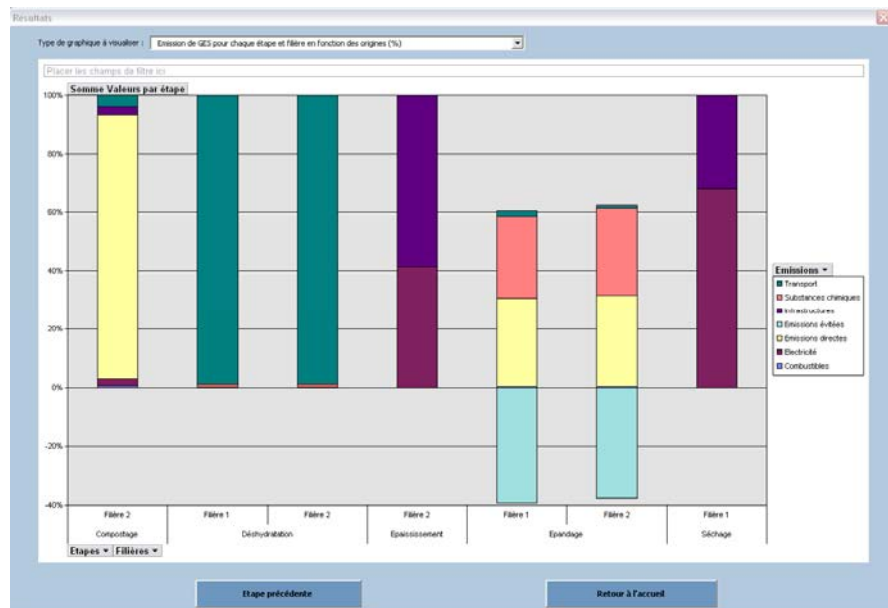 Résultats
Type de graphique à visualiser : Emission de GES pour chaque étape et filière en fonction des origines (%)
Placer les champs de filtre ici
Somme Valeurs par étape
100%
80%
60%
40%
20%
0%
-20%
-40%
Emissions
Transport
Substances chimiques
Infrastructures
Emissions évitées
Emissions directes
Electricité
Combustibles
Filière 2 Filière 1 Filière 2 Filière 2 Filière 1 Filière 2 Filière 1
Compostage Déshydratation Epaississement Epandage Séchage
Etapes Fillières
Etape précédente Retour à l'accueil